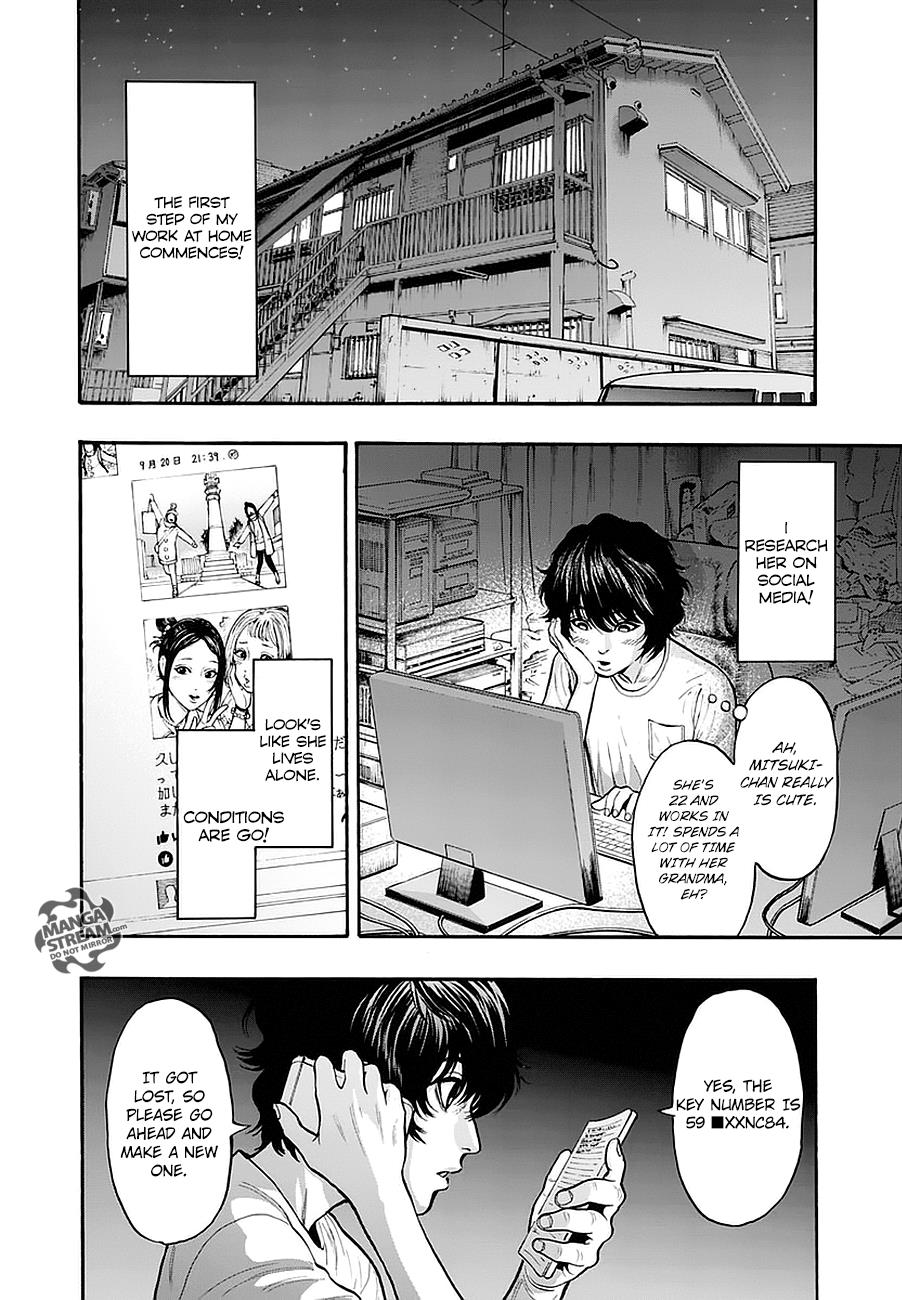 THE FIRST
STEP OF MY
WORK AT HOME
COMMENCES!
I
RESEARCH
HER ON
SOCIAL
MEDIA!
AH,
MITSUKI-
CHAN REALLY
IS CUTE.
SHE'S
22 AND
WORKS IN
IT! SPENDS A
LOT OF TIME
WITH HER
GRANDMA,
EH?
9月20日 21:39
LOOK'S
LIKE SHE
LIVES
ALONE.
CONDITIONS
ARE GO!
MANGA
STREAM.COM
DO NOT MIRROR
YES, THE
KEY NUMBER IS
59 ■XXNC84.
IT GOT
LOST, SO
PLEASE GO
AHEAD AND
MAKE A NEW
ONE.